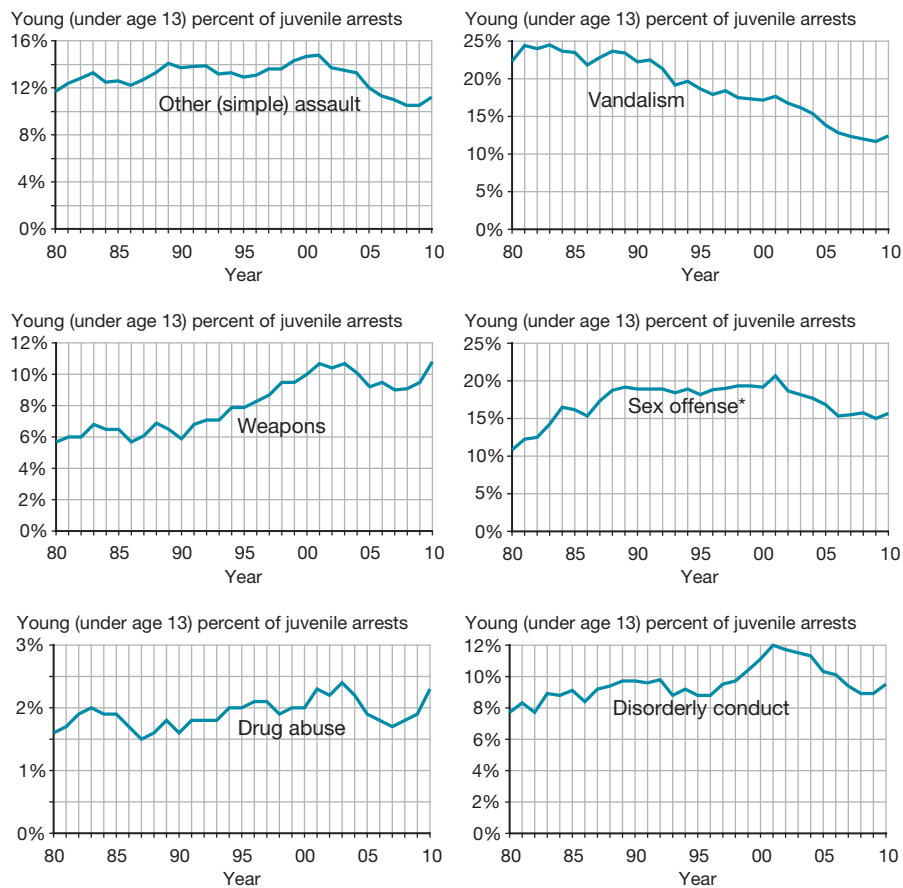 Young (under age 13) percent of juvenile arrests
16%
12%
8%
4%
0%
Other (simple) assault
80 85 90 95 00 05 10
Year
Young (under age 13) percent of juvenile arrests
25%
20%
15%
10%
5%
0%
Vandalism
80 85 90 95 00 05 10
Year
Young (under age 13) percent of juvenile arrests
12%
10%
8%
6%
4%
2%
0%
Weapons
80 85 90 95 00 05 10
Year
Young (under age 13) percent of juvenile arrests
25%
20%
15%
10%
5%
0%
Sex offense*
80 85 90 95 00 05 10
Year
Young (under age 13) percent of juvenile arrests
3%
2%
1%
0%
Drug abuse
80 85 90 95 00 05 10
Year
Young (under age 13) percent of juvenile arrests
12%
10%
8%
6%
4%
2%
0%
Disorderly conduct
80 85 90 95 00 05 10
Year